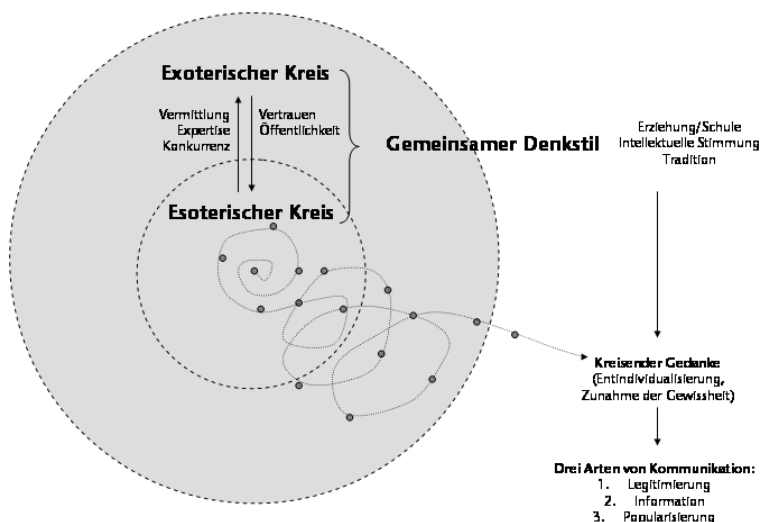 Exoterischer Kreis
Vermittlung
Expertise
Konkurrenz
Vertrauen
Öffentlichkeit
Gemeinsamer Denkstil
Esoterischer Kreis
Erziehung/Schule
Intellektuelle Stimmung
Tradition
Kreisender Gedanke
(Entindividualisierung,
Zunahme der Gewissheit)
Drei Arten von Kommunikation:
1. Legitimierung
2. Information
3. Popularisierung